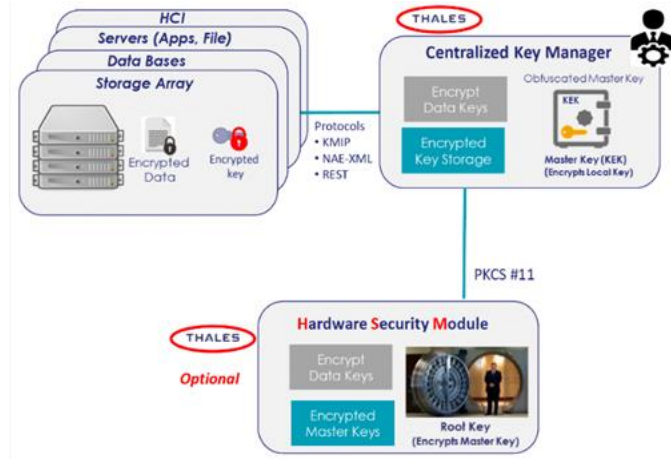 HCI
Servers (Apps, File)
Data Bases
Storage Array
Encrypted
Data
Encrypted
key
Protocols
• KMIP
• NAE-XML
• REST
THALES
Centralized Key Manager
Encrypt
Data Keys
Encrypted
Key Storage
Obfuscated Master Key
KEK
Master Key (KEK)
(Encrypts Local Key)
PKCS #11
THALES
Optional
Hardware Security Module
Encrypt
Data Keys
Encrypted
Master Keys
Root Key
(Encrypts Master Key)